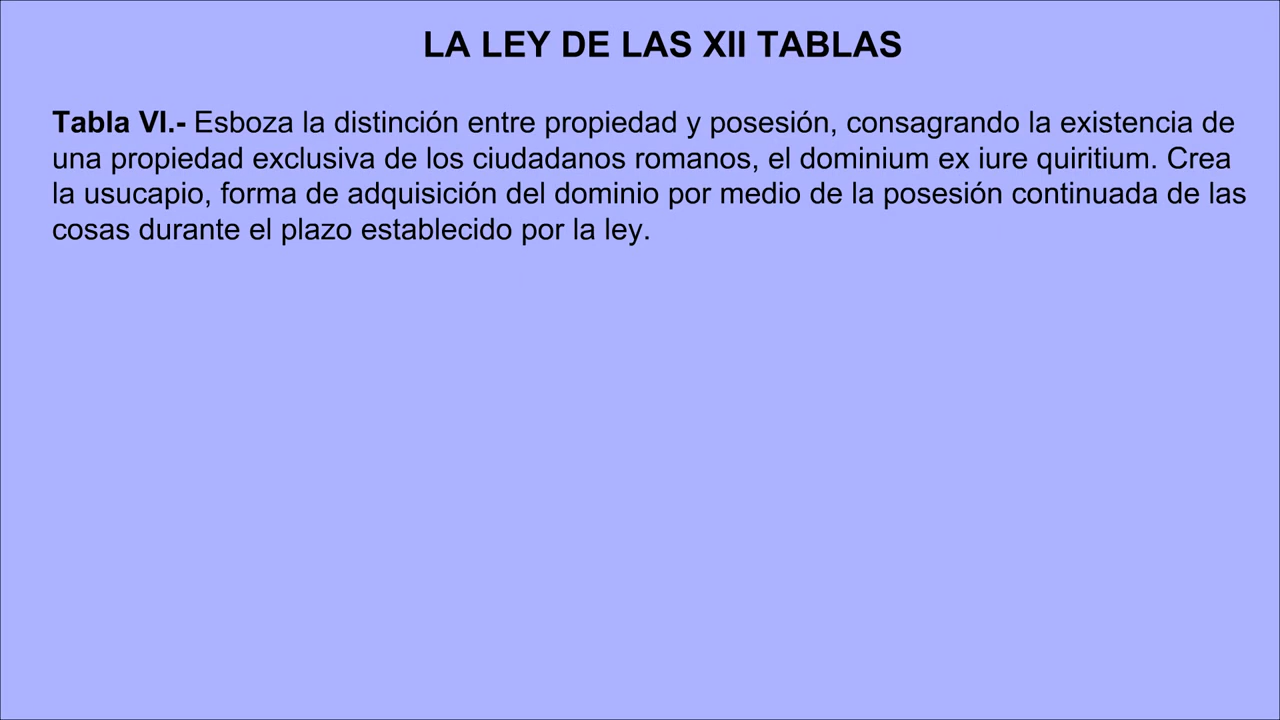 LA LEY DE LAS XII TABLAS
Tabla VI.- Esboza la distinción entre propiedad y posesión, consagrando la existencia de
una propiedad exclusiva de los ciudadanos romanos, el dominium ex iure quiritium. Crea
la usucapio, forma de adquisición del dominio por medio de la posesión continuada de las
cosas durante el plazo establecido por la ley.